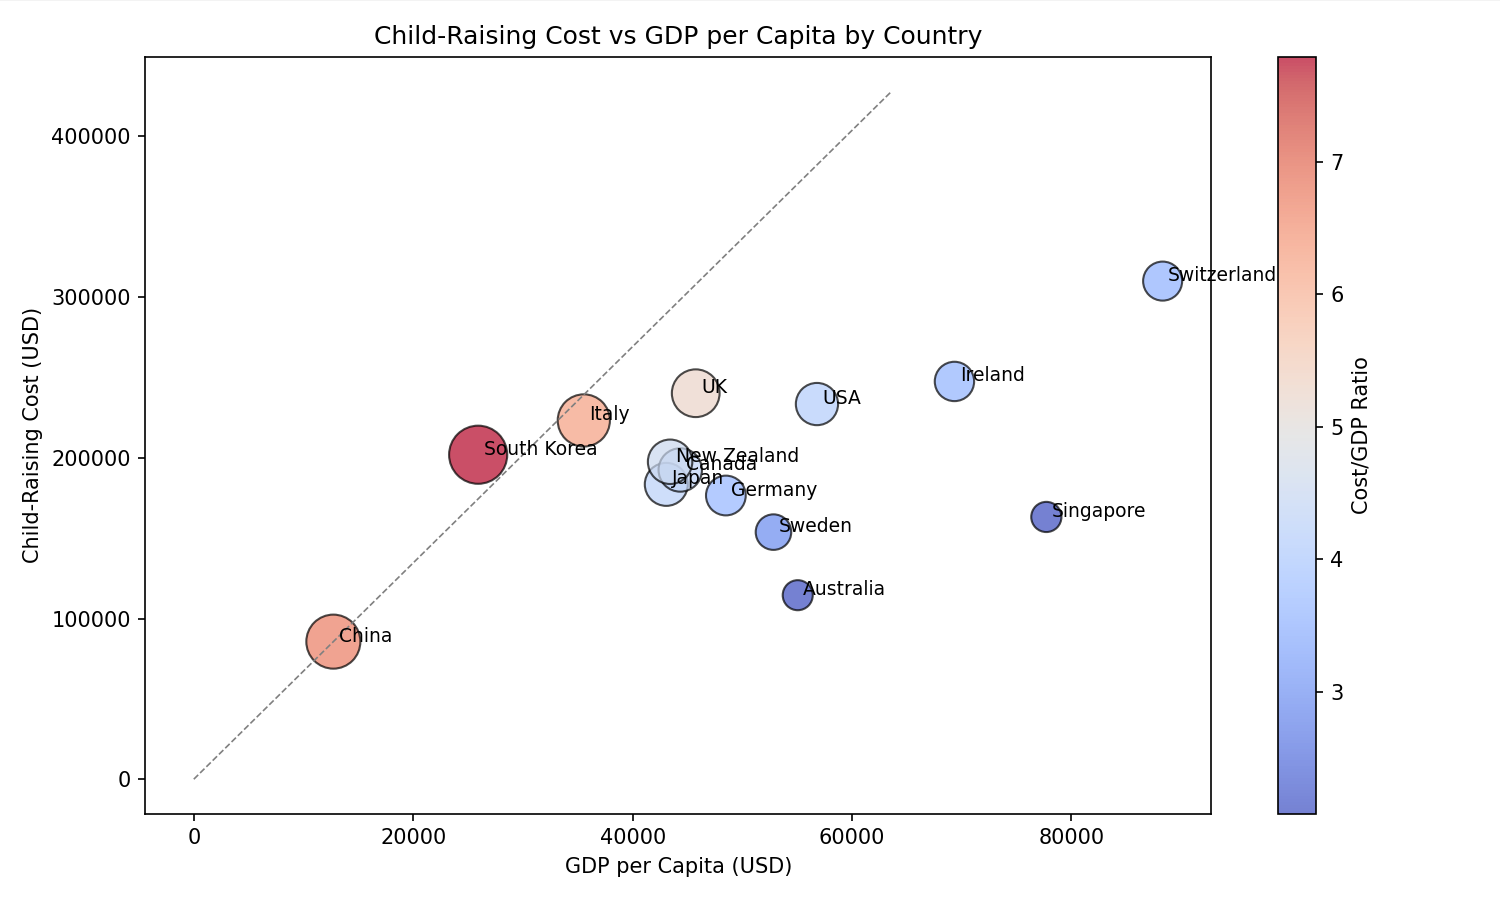 Child-Raising Cost vs GDP per Capita by Country
Child-Raising Cost (USD)
400000
300000
200000
100000
0
Switzerland
Ireland
UK
USA
Italy
South Korea
New Zealand
Canada
Japan
Germany
Singapore
Sweden
Australia
China
0
20000
40000
60000
80000
GDP per Capita (USD)
7
6
5
4
3
Cost/GDP Ratio